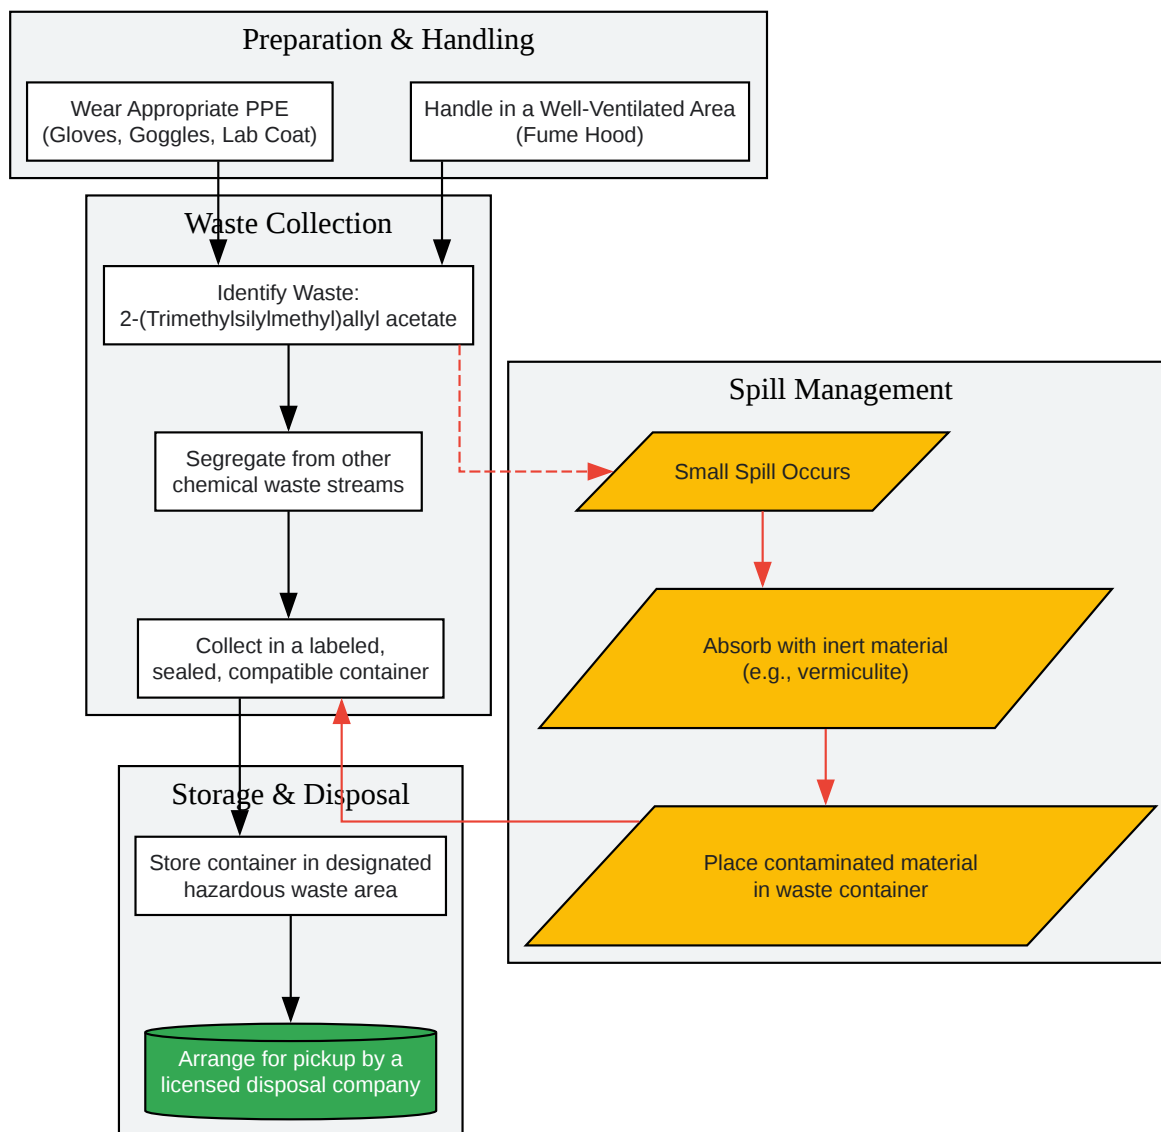 Preparation & Handling
Wear Appropriate PPE
(Gloves, Goggles, Lab Coat)
Handle in a Well-Ventilated Area
(Fume Hood)
Waste Collection
Identify Waste:
2-(Trimethylsilylmethyl)allyl acetate
Segregate from other
chemical waste streams
Collect in a labeled,
sealed, compatible container
Spill Management
Small Spill Occurs
Absorb with inert material
(e.g., vermiculite)
Place contaminated material
in waste container
Storage & Disposal
Store container in designated
hazardous waste area
Arrange for pickup by a
licensed disposal company